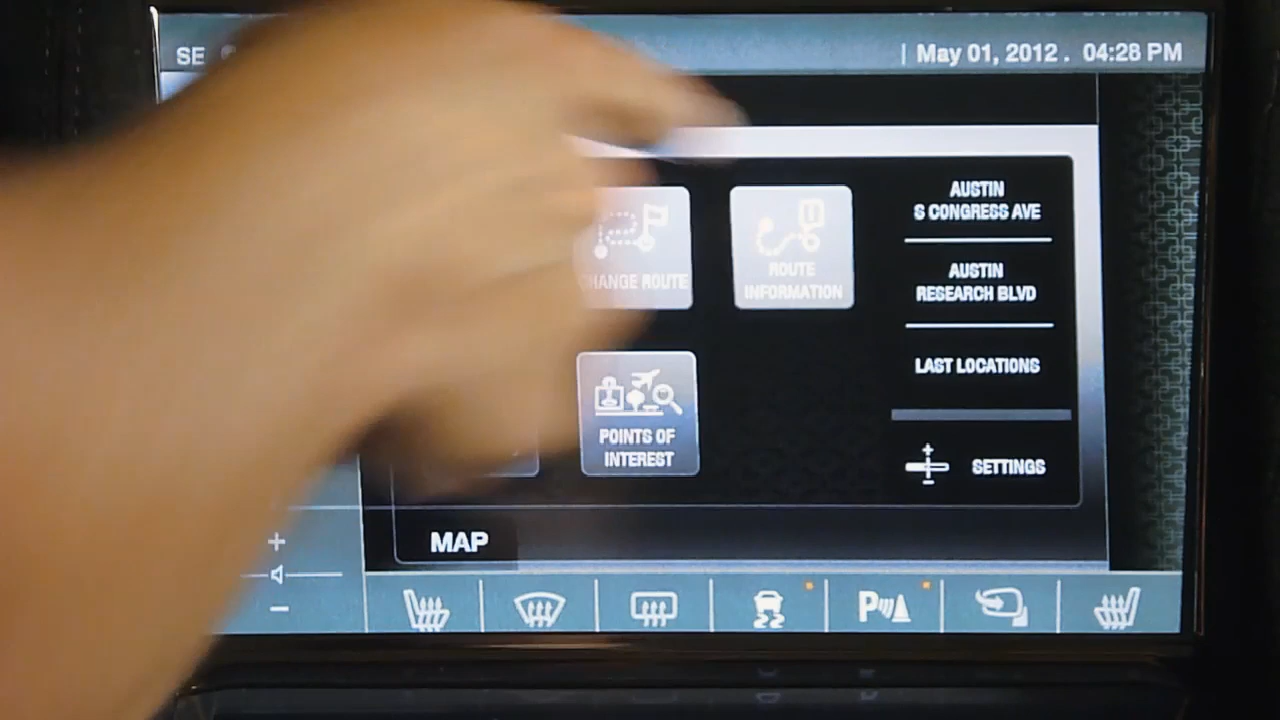 SE
| May 01, 2012 . 04:28 PM
CHANGE ROUTE
ROUTE
INFORMATION
AUSTIN
S CONGRESS AVE
AUSTIN
RESEARCH BLVD
LAST LOCATIONS
POINTS OF
INTEREST
SETTINGS
MAP
+
−
P